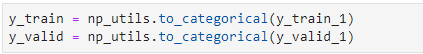 y_train = np_utils.to_categorical(y_train_1)
y_valid = np_utils.to_categorical(y_valid_1)